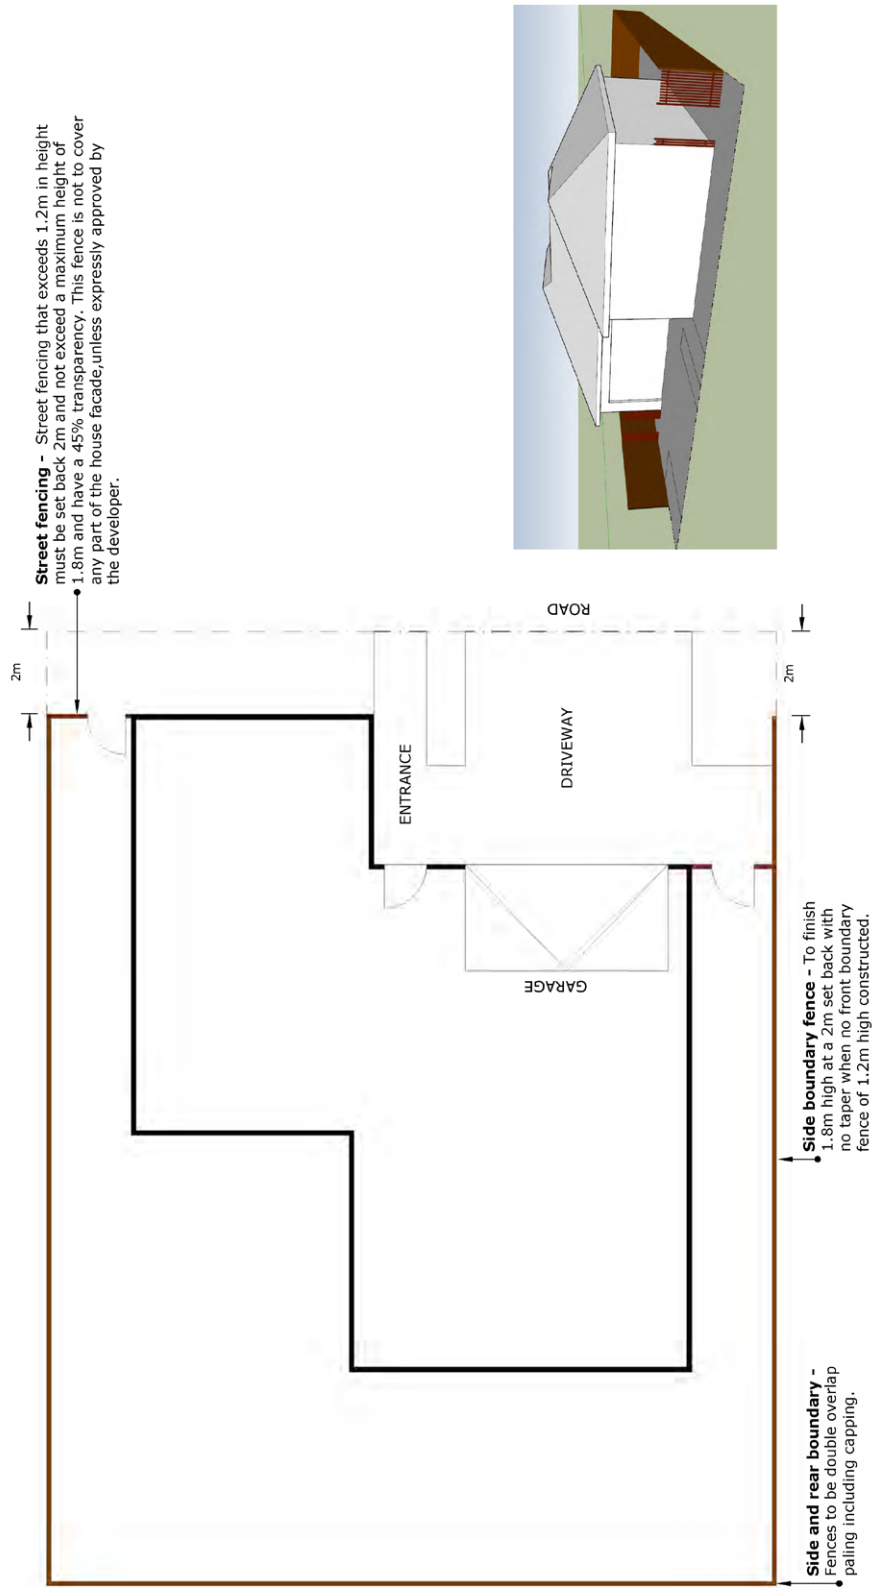 Street fencing - Street fencing that exceeds 1.2m in height
must be set back 2m and not exceed a maximum height of
1.8m and have a 45% transparency. This fence is not to cover
any part of the house facade,unless expressly approved by
the developer.
2m
ROAD
2m
ENTRANCE
DRIVEWAY
GARAGE
Side boundary fence - To finish
1.8m high at a 2m set back with
no taper when no front boundary
fence of 1.2m high constructed.
Side and rear boundary -
Fences to be double overlap
paling including capping.